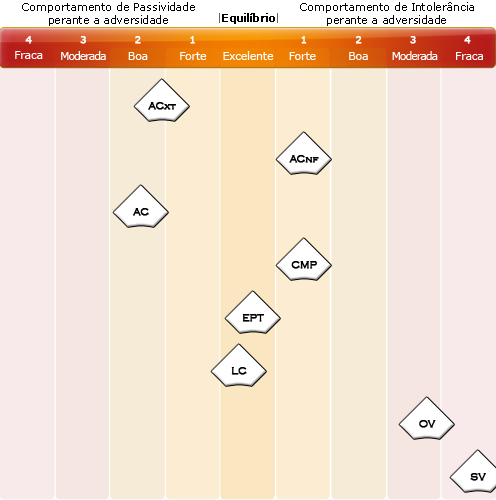 Comportamento de Passividade
perante a adversidade
|Equilíbrio|
Comportamento de Intolerância
perante a adversidade
4 3 2 1 1 2 3 4
Fraca Moderada Boa Forte Excelente Forte Boa Moderada Fraca
ACXT
ACNF
AC
CMP
EPT
LC
OV
SV